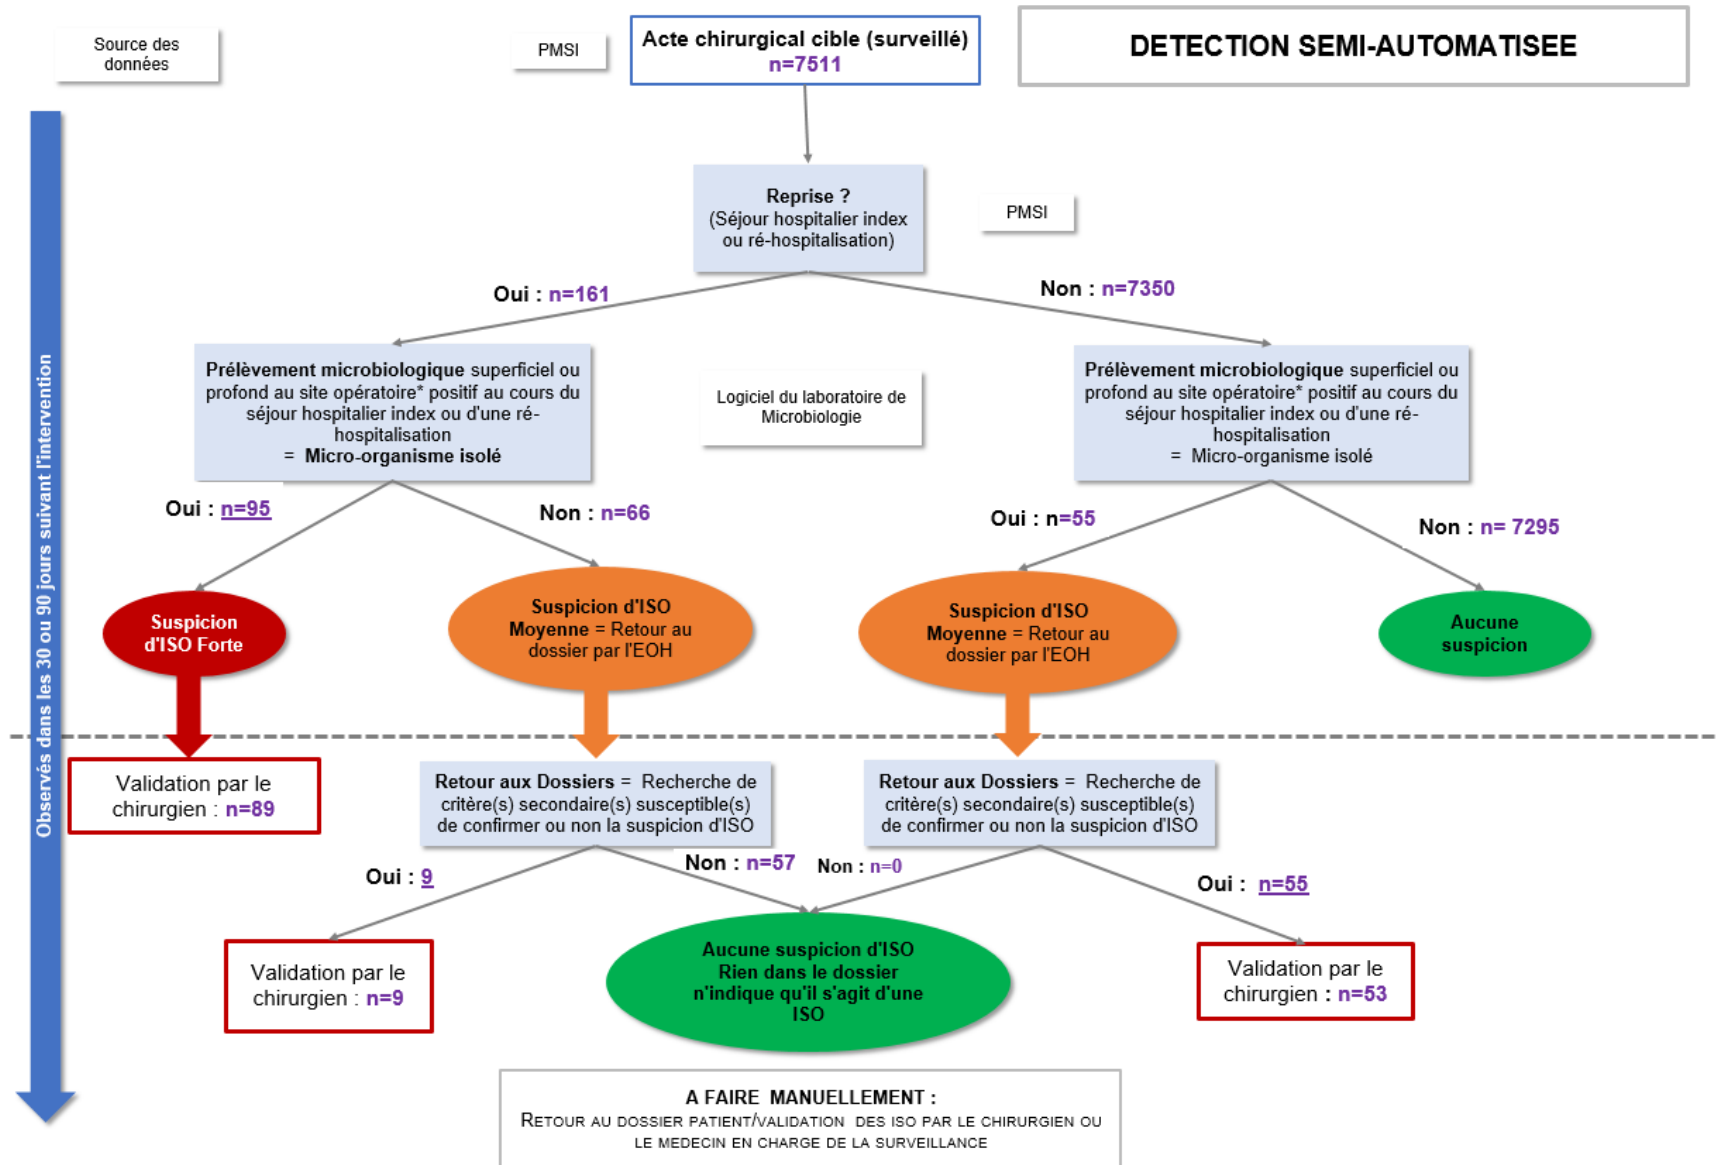 Source des
données
PMSI
Acte chirurgical cible (surveillé)
n=7511
DETECTION SEMI-AUTOMATISEE
Reprise ?
(Séjour hospitalier index
ou ré-hospitalisation)
PMSI
Oui : n=161
Non : n=7350
Prélèvement microbiologique superficiel ou
profond au site opératoire* positif au cours du
séjour hospitalier index ou d'une ré-
hospitalisation
= Micro-organisme isolé
Logiciel du laboratoire de
Microbiologie
Prélèvement microbiologique superficiel ou
profond au site opératoire* positif au cours du
séjour hospitalier index ou d'une ré-
hospitalisation
= Micro-organisme isolé
Oui : n=95
Non : n=66
Oui : n=55
Non : n= 7295
Suspicion
d'ISO Forte
Suspicion d'ISO
Moyenne = Retour au
dossier par l'EOH
Suspicion d'ISO
Moyenne = Retour au
dossier par l'EOH
Aucune
suspicion
Observés dans les 30 ou 90 jours suivant l'intervention
Validation par le
chirurgien : n=89
Retour aux Dossiers = Recherche de
critère(s) secondaire(s) susceptible(s)
de confirmer ou non la suspicion d'ISO
Retour aux Dossiers = Recherche de
critère(s) secondaire(s) susceptible(s)
de confirmer ou non la suspicion d'ISO
Oui : 9
Non : n=57
Non : n=0
Oui : n=55
Validation par le
chirurgien : n=9
Aucune suspicion d'ISO
Rien dans le dossier
n'indique qu'il s'agit d'une
ISO
Validation par le
chirurgien : n=53
A FAIRE MANUELLEMENT :
RETOUR AU DOSSIER PATIENT/VALIDATION DES ISO PAR LE CHIRURGIEN OU
LE MEDECIN EN CHARGE DE LA SURVEILLANCE